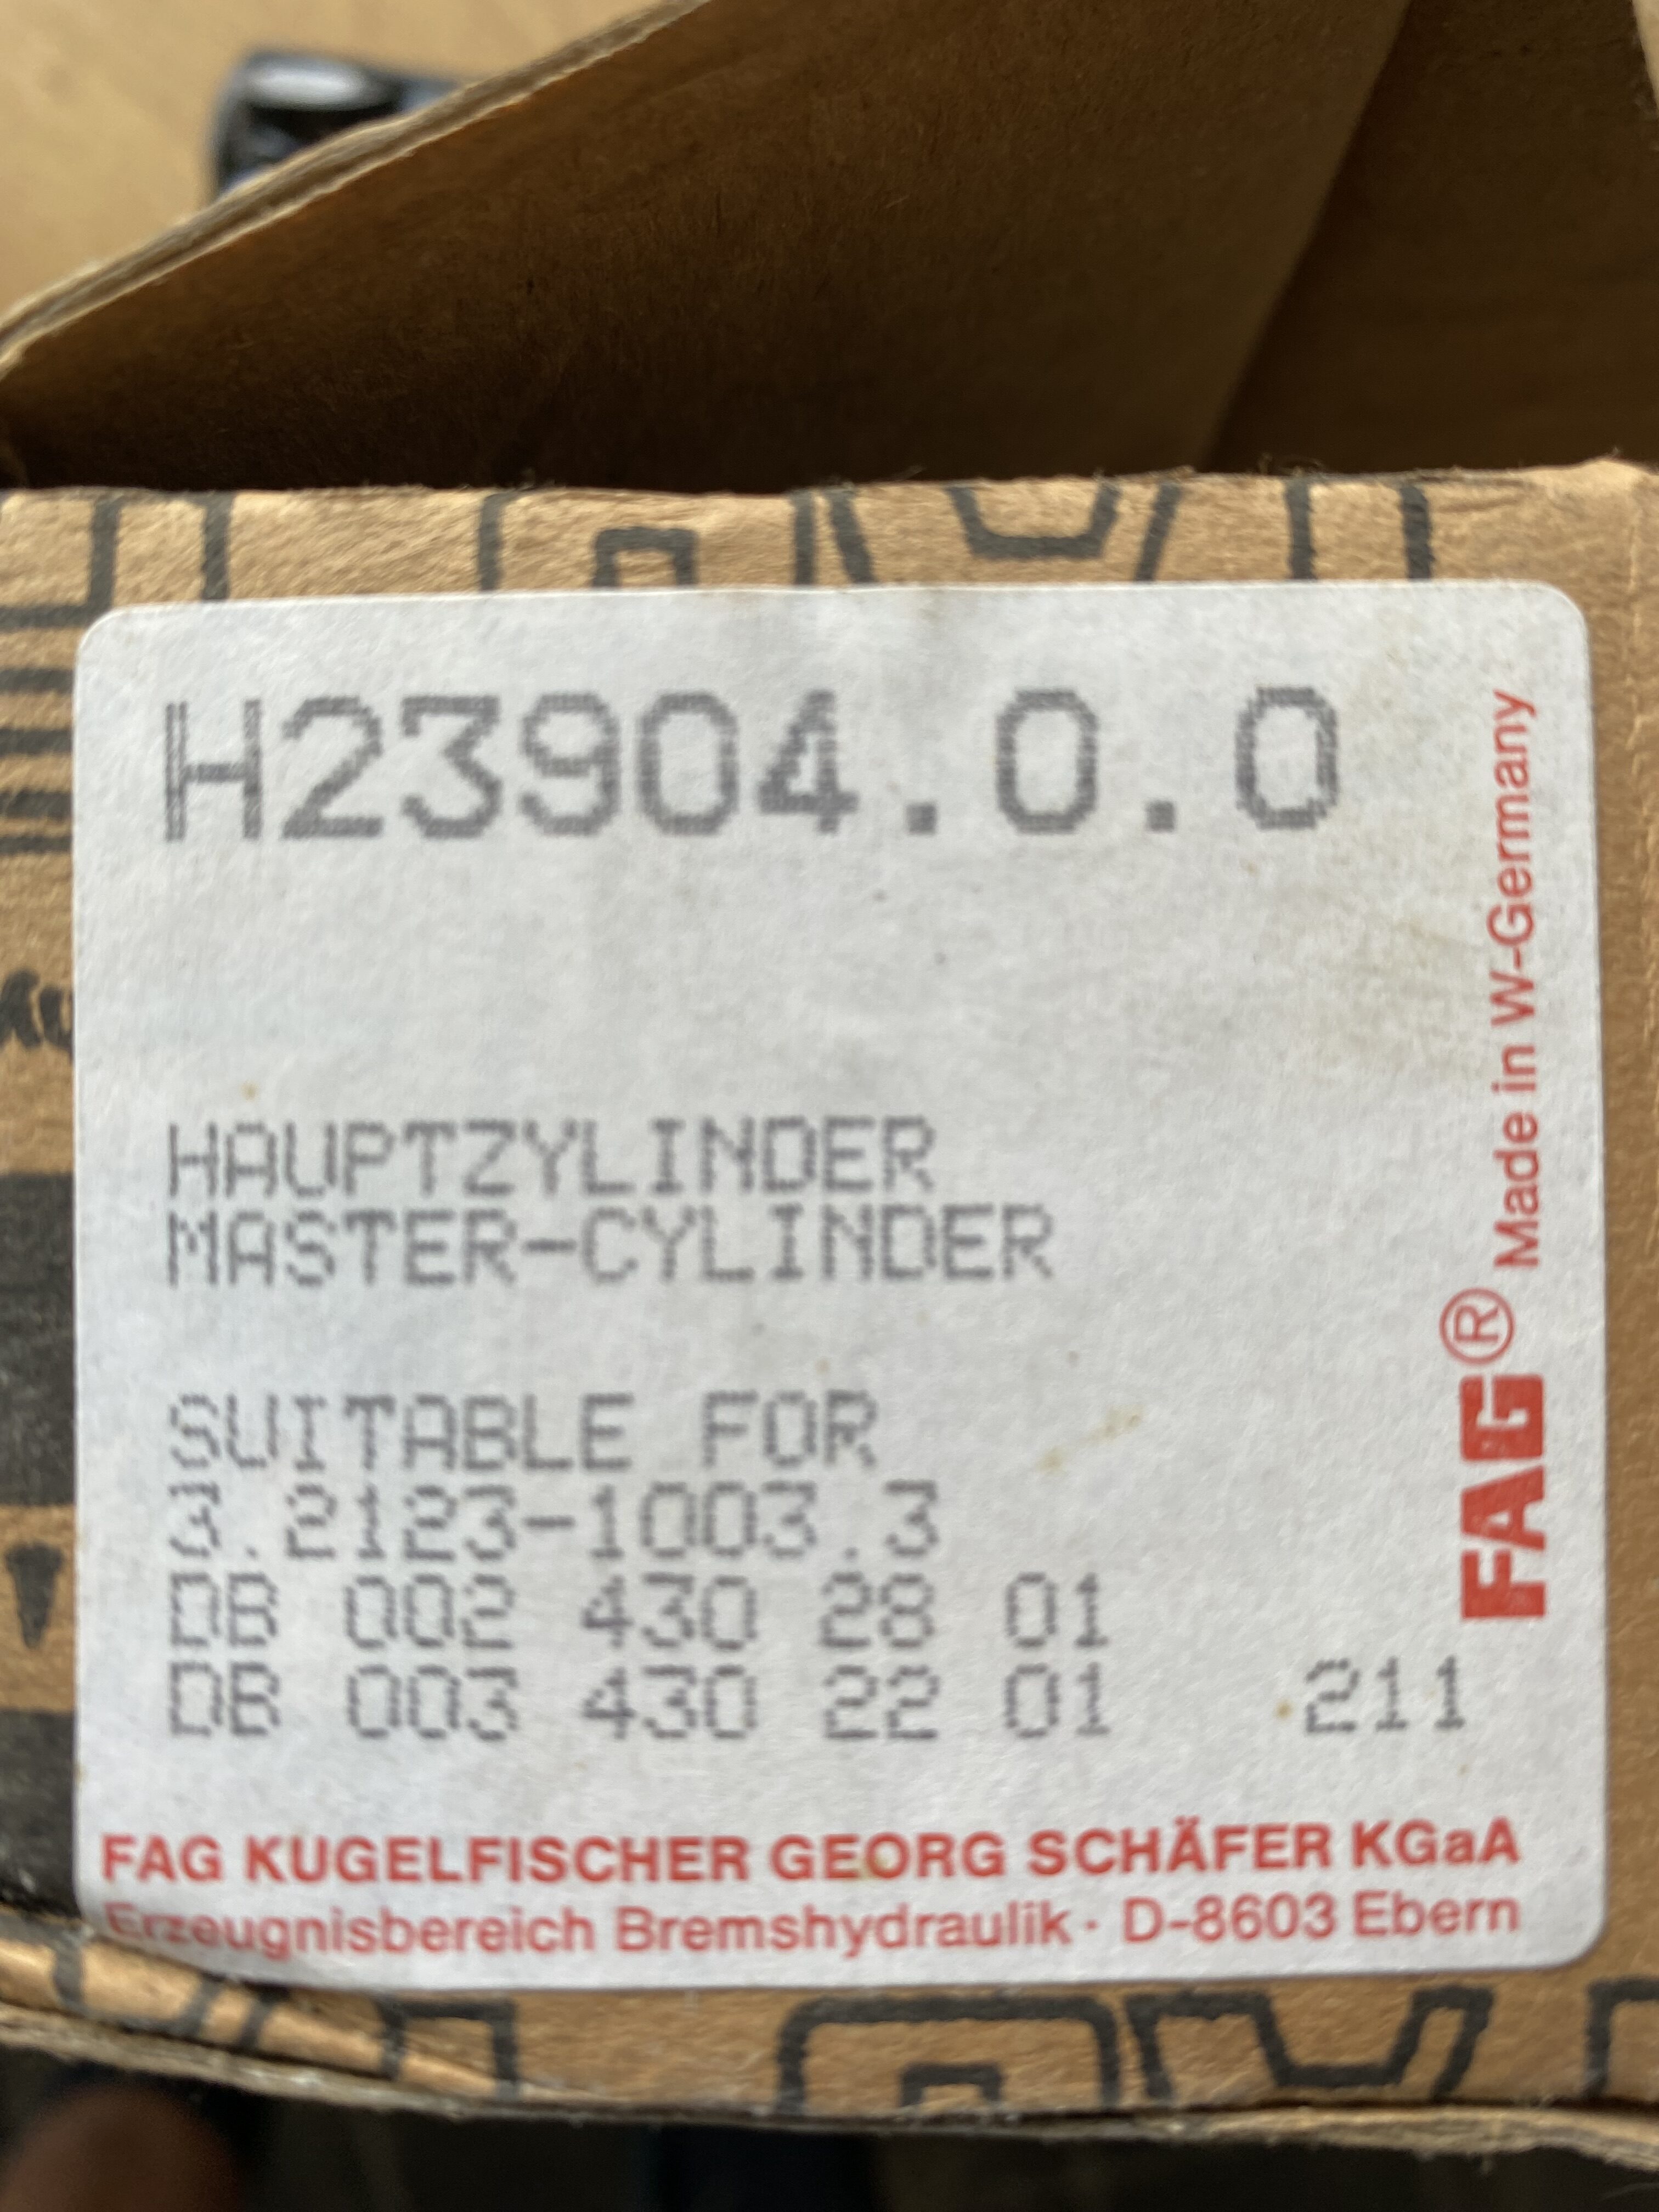 H23904.0.0
HAUPTZYLINDER
MASTER-CYLINDER
SUITABLE FOR
3.2123-1003.3
DB 002 430 28 01
DB 003 430 22 01 211
FAG® Made in W-Germany
FAG KUGELFISCHER GEORG SCHÄFER KGaA
Erzeugnisbereich Bremshydraulik · D-8603 Ebern